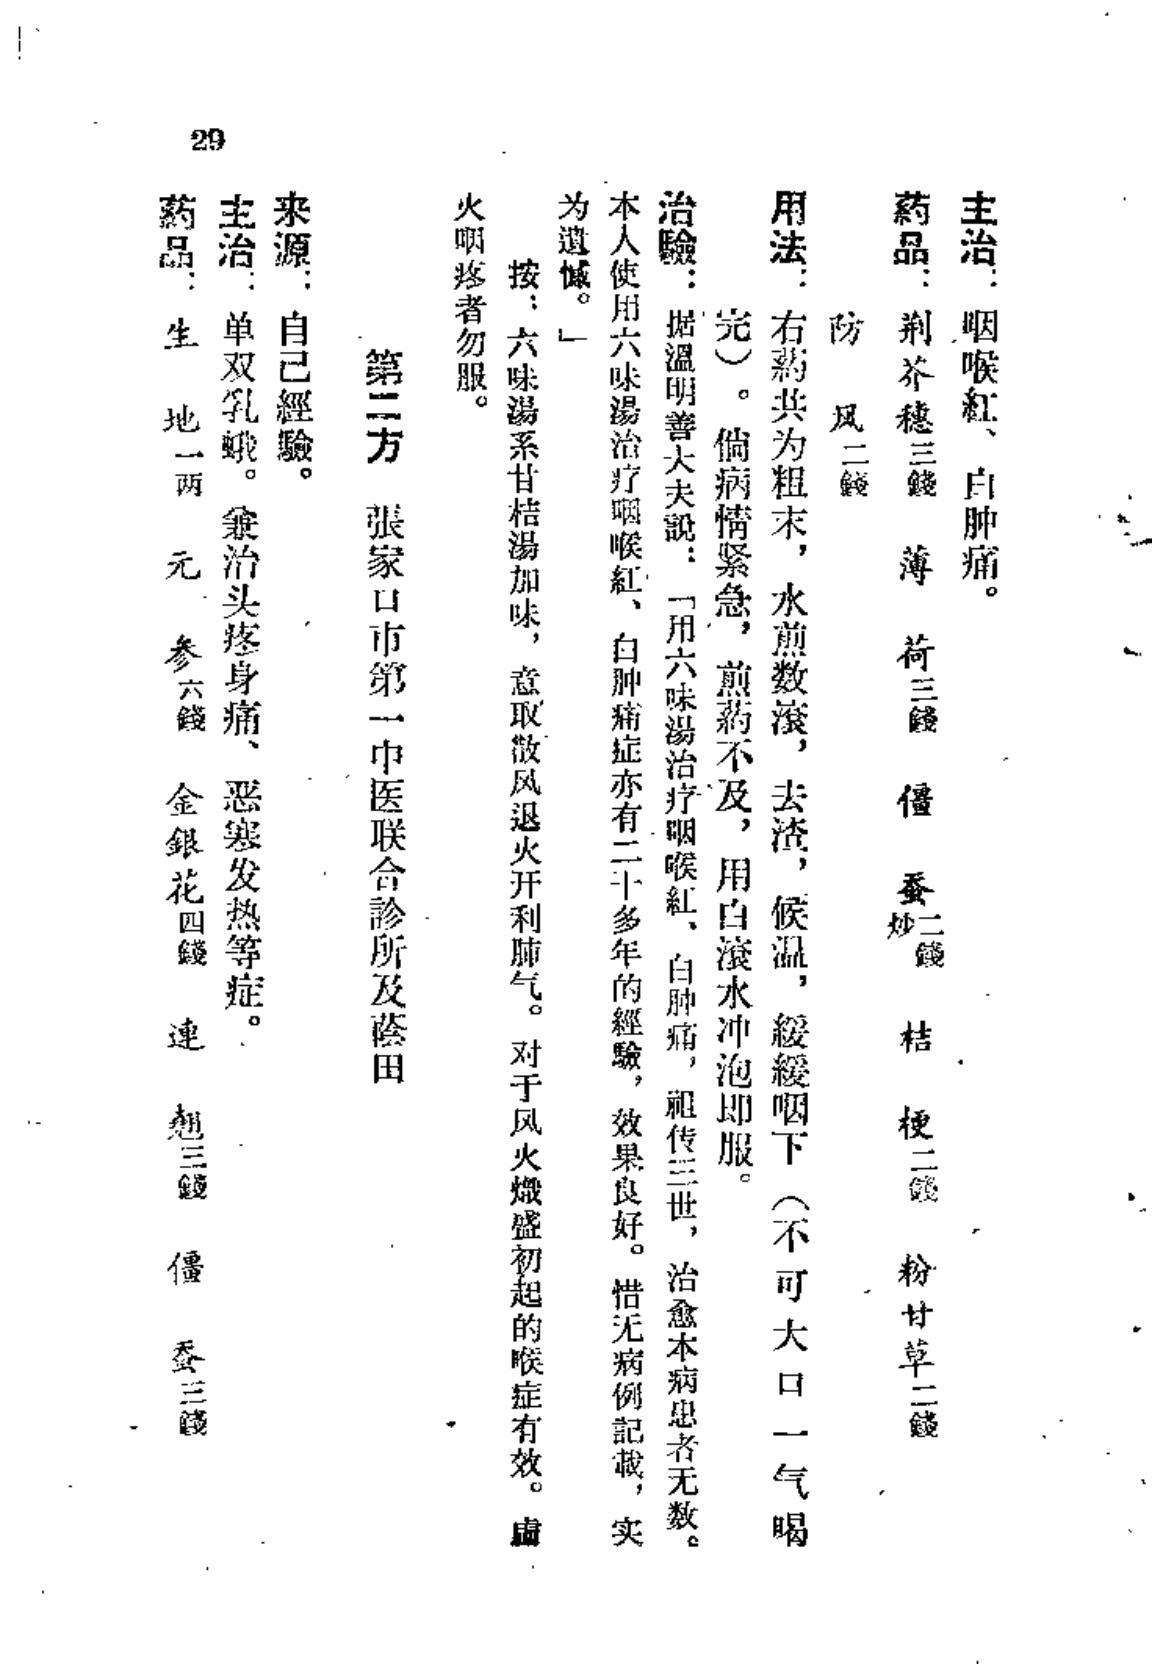 主治：咽喉紅、白肿痛。
药品：荆芥穗三錢　薄荷三錢　僵蚕二錢炒　桔梗二錢　粉甘草二錢
防风二錢
用法：右药共为粗末，水煎数滾，去渣，候温，緩緩咽下（不可大口一气喝
完）。倘病情紧急，煎药不及，用白滾水冲泡即服。
治驗：据溫明善大夫說：「用六味湯治疗咽喉紅、白肿痛，祖传三世，治愈本病患者无数。
本人使用六味湯治疗咽喉紅、白肿痛症亦有二十多年的經驗，效果良好。惜无病例記載，实
为遺憾。」
按：六味湯系甘桔湯加味，意取散风退火开利肺气。对于风火熾盛初起的喉症有效。虛
火咽疼者勿服。
第二方　張家口市第一中医联合診所及蔭田
来源：自己經驗。
主治：单双乳蛾。兼治头疼身痛、恶寒发热等症。
药品：生地一两　元参六錢　金銀花四錢　連翘三錢　僵蚕三錢
29